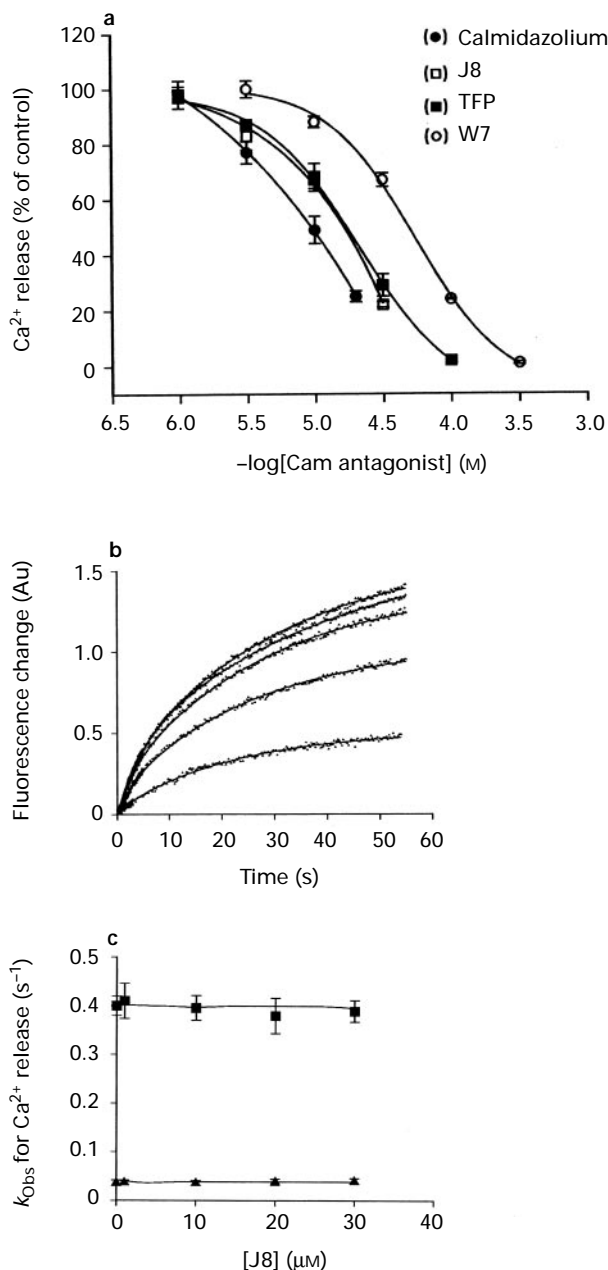 a
120
100
80
60
40
20
0
Ca²⁺ release (% of control)
6.5 6.0 5.5 5.0 4.5 4.0 3.5 3.0
–log[Cam antagonist] (M)
Calmidazolium
J8
TFP
W7
b
1.5
1.0
0.5
0
Fluorescence change (Au)
0 10 20 30 40 50 60
Time (s)
c
0.5
0.4
0.3
0.2
0.1
0
kObs for Ca²⁺ release (s⁻¹)
0 10 20 30 40
[J8] (μM)